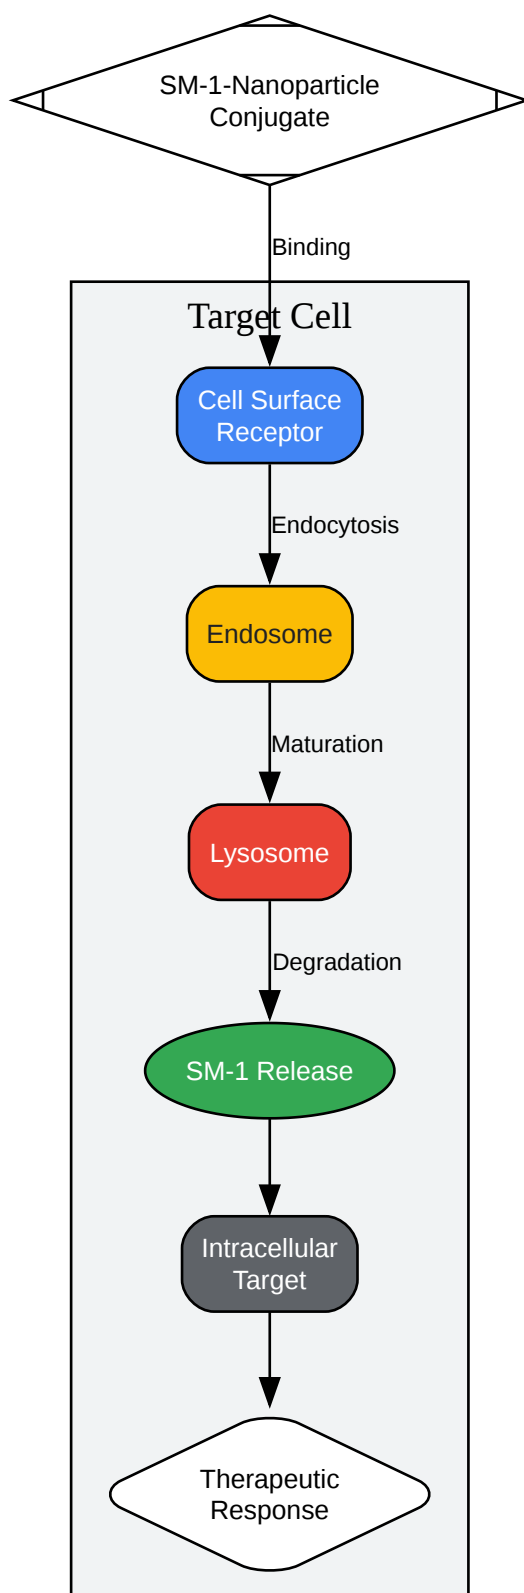 SM-1-Nanoparticle
Conjugate
Binding
Target Cell
Cell Surface
Receptor
Endocytosis
Endosome
Maturation
Lysosome
Degradation
SM-1 Release
Intracellular
Target
Therapeutic
Response